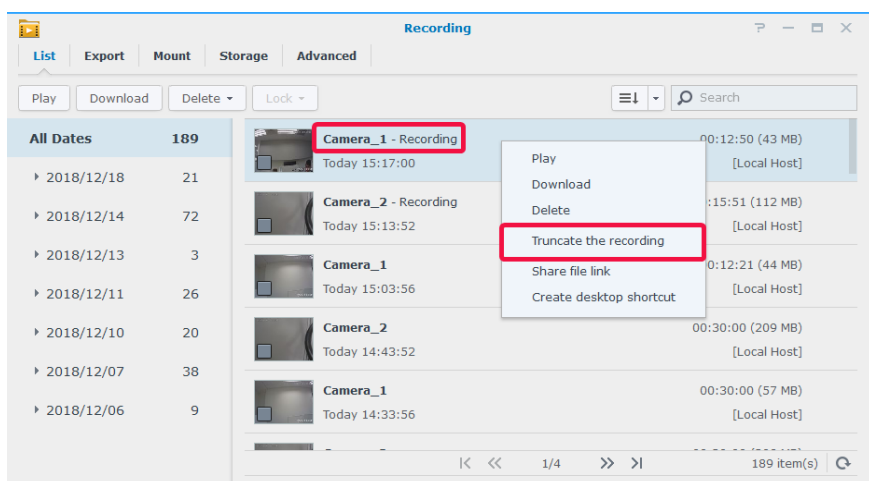 Recording
List Export Mount Storage Advanced
Play Download Delete Lock Search
All Dates 189
2018/12/18 21
2018/12/14 72
2018/12/13 3
2018/12/11 26
2018/12/10 20
2018/12/07 38
2018/12/06 9
Camera_1 - Recording 00:12:50 (43 MB)
Today 15:17:00 [Local Host]
Camera_2 - Recording :15:51 (112 MB)
Today 15:13:52 [Local Host]
Camera_1 0:12:21 (44 MB)
Today 15:03:56 [Local Host]
Camera_2 00:30:00 (209 MB)
Today 14:43:52 [Local Host]
Camera_1 00:30:00 (57 MB)
Today 14:33:56 [Local Host]
Play
Download
Delete
Truncate the recording
Share file link
Create desktop shortcut
1/4 189 item(s)